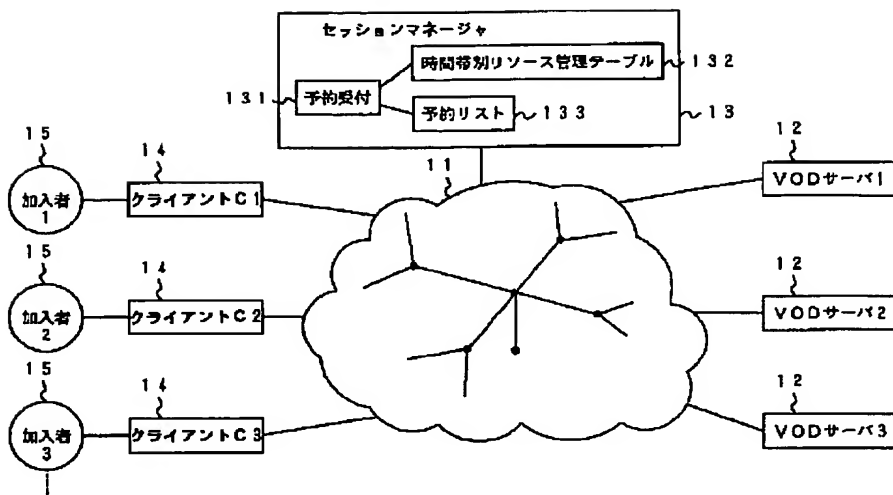 セッションマネージャ
時間帯別リソース管理テーブル
132
131
予約受付
予約リスト
133
13
15
14
11
12
加入者
1
クライアントC1
VODサーバ1
15
14
12
加入者
2
クライアントC2
VODサーバ2
15
14
12
加入者
3
クライアントC3
VODサーバ3